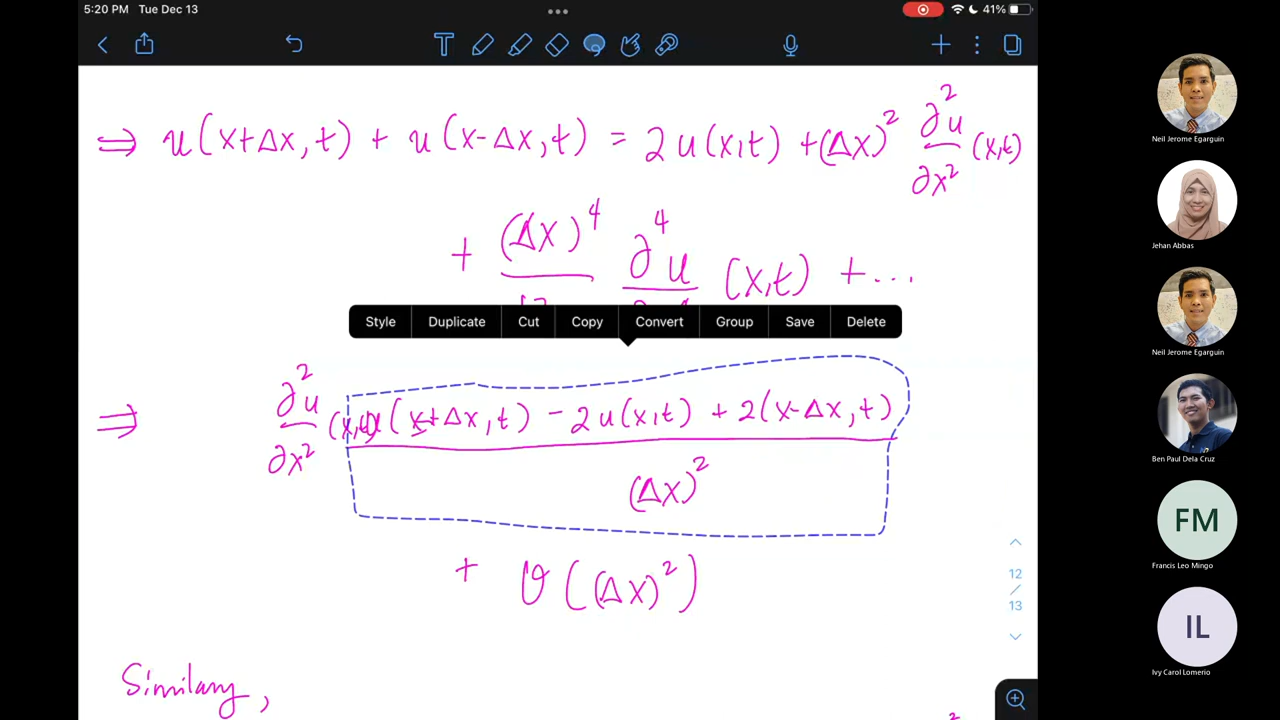 5:20 PM Tue Dec 13 41%
⇒ u(x+Δx,t) + u(x-Δx,t) = 2u(x,t) + (Δx)² ∂²u/∂x² (x,t)
+ (Δx)⁴ ∂⁴u (x,t) + ...
Style Duplicate Cut Copy Convert Group Save Delete
⇒ ∂²u/∂x² (x,t) u(x+Δx,t) - 2u(x,t) + 2(x-Δx,t)
(Δx)²
+ O((Δx)²)
12
/
13
Similary,
Neil Jerome Egarguin
Jehan Abbas
Neil Jerome Egarguin
Ben Paul Dela Cruz
FM
Francis Leo Mingo
IL
Ivy Carol Lomerio